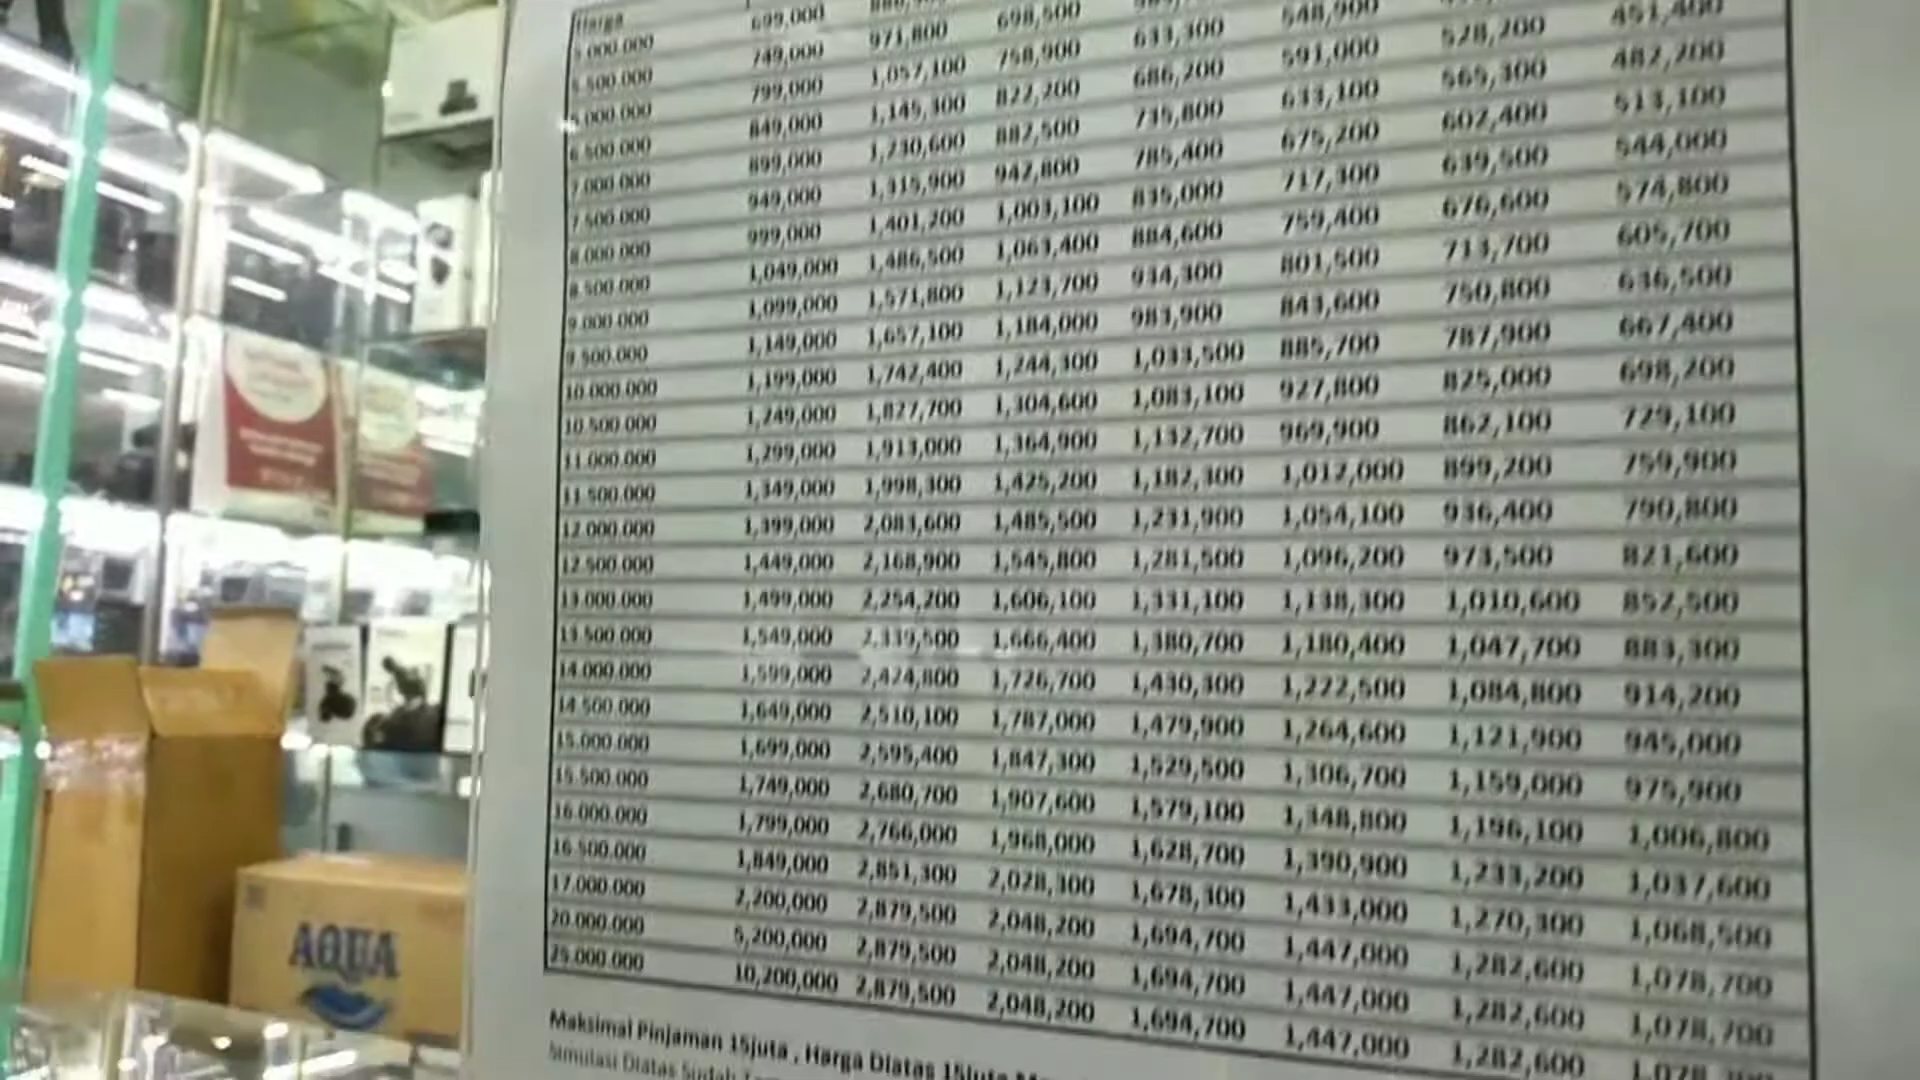 Harga
5.000.000 699,000
5.500.000 749,000 971,800 698,500
6.000.000 799,000 1,057,100 758,900 633,300 548,900
6.500.000 849,000 1,145,300 822,200 686,200 591,000 528,200 451,400
7.000.000 899,000 1,230,600 882,500 735,800 633,100 565,300 482,200
7.500.000 949,000 1,315,900 942,800 785,400 675,200 602,400 513,100
8.000.000 999,000 1,401,200 1,003,100 835,000 717,300 639,500 544,000
8.500.000 1,049,000 1,486,500 1,063,400 884,600 759,400 676,600 574,800
9.000.000 1,099,000 1,571,800 1,123,700 934,300 801,500 713,700 605,700
9.500.000 1,149,000 1,657,100 1,184,000 983,900 843,600 750,800 636,500
10.000.000 1,199,000 1,742,400 1,244,300 1,033,500 885,700 787,900 667,400
10.500.000 1,249,000 1,827,700 1,304,600 1,083,100 927,800 825,000 698,200
11.000.000 1,299,000 1,913,000 1,364,900 1,132,700 969,900 862,100 729,100
11.500.000 1,349,000 1,998,300 1,425,200 1,182,300 1,012,000 899,200 759,900
12.000.000 1,399,000 2,083,600 1,485,500 1,231,900 1,054,100 936,400 790,800
12.500.000 1,449,000 2,168,900 1,545,800 1,281,500 1,096,200 973,500 821,600
13.000.000 1,499,000 2,254,200 1,606,100 1,331,100 1,138,300 1,010,600 852,500
13.500.000 1,549,000 2,339,500 1,666,400 1,380,700 1,180,400 1,047,700 883,300
14.000.000 1,599,000 2,424,800 1,726,700 1,430,300 1,222,500 1,084,800 914,200
14.500.000 1,649,000 2,510,100 1,787,000 1,479,900 1,264,600 1,121,900 945,000
15.000.000 1,699,000 2,595,400 1,847,300 1,529,500 1,306,700 1,159,000 975,900
15.500.000 1,749,000 2,680,700 1,907,600 1,579,100 1,348,800 1,196,100 1,006,800
16.000.000 1,799,000 2,766,000 1,968,000 1,628,700 1,390,900 1,233,200 1,037,600
16.500.000 1,849,000 2,851,300 2,028,300 1,678,300 1,433,000 1,270,300 1,068,500
17.000.000 2,200,000 2,879,500 2,048,200 1,694,700 1,447,000 1,282,600 1,078,700
20.000.000 5,200,000 2,879,500 2,048,200 1,694,700 1,447,000 1,282,600 1,078,700
25.000.000 10,200,000 2,879,500 2,048,200 1,694,700 1,447,000 1,282,600
Maksimal Pinjaman 15juta , Harga Diatas 15juta
Simulasi Diatas Sudah
AQUA